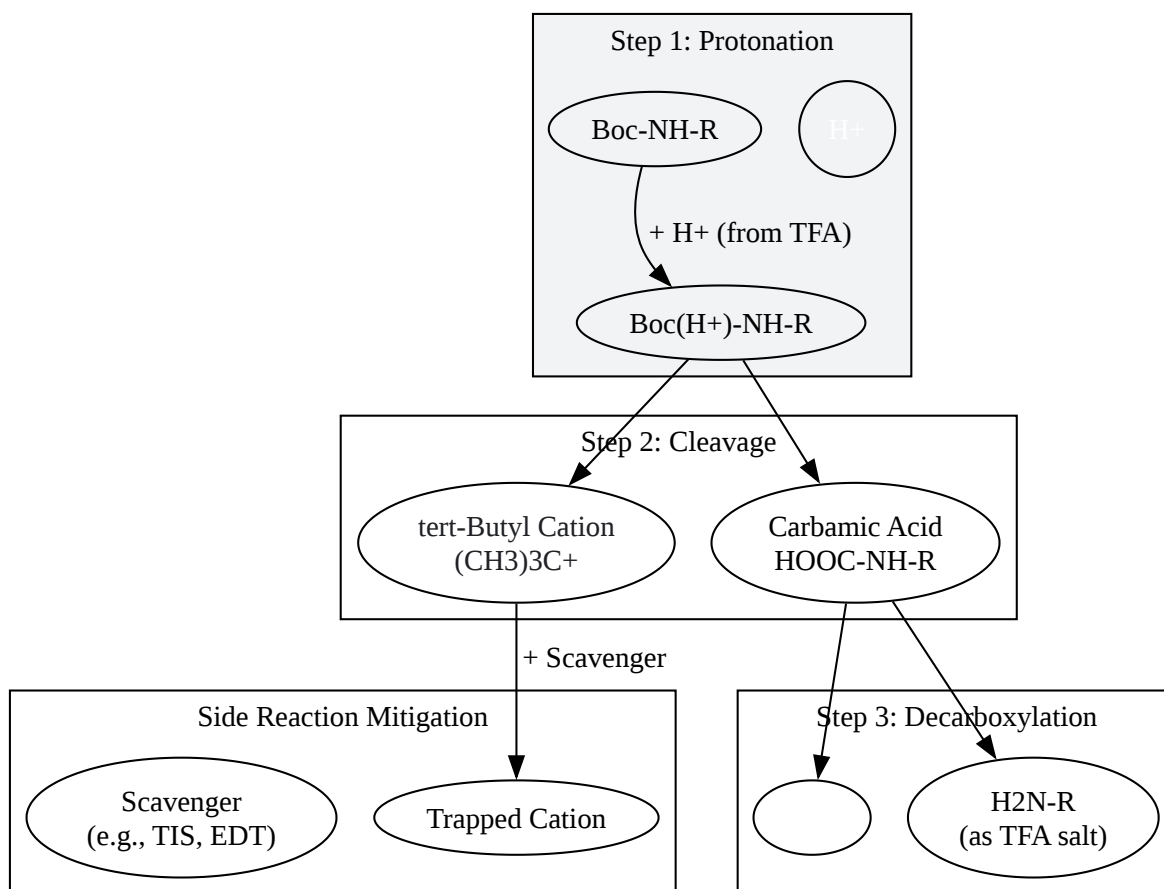 Step 1: Protonation
Boc-NH-R
H+
+ H+ (from TFA)
Boc(H+)-NH-R
Step 2: Cleavage
tert-Butyl Cation
(CH3)3C+
Carbamic Acid
HOOC-NH-R
+ Scavenger
Side Reaction Mitigation
Scavenger
(e.g., TIS, EDT)
Trapped Cation
Step 3: Decarboxylation
H2N-R
(as TFA salt)